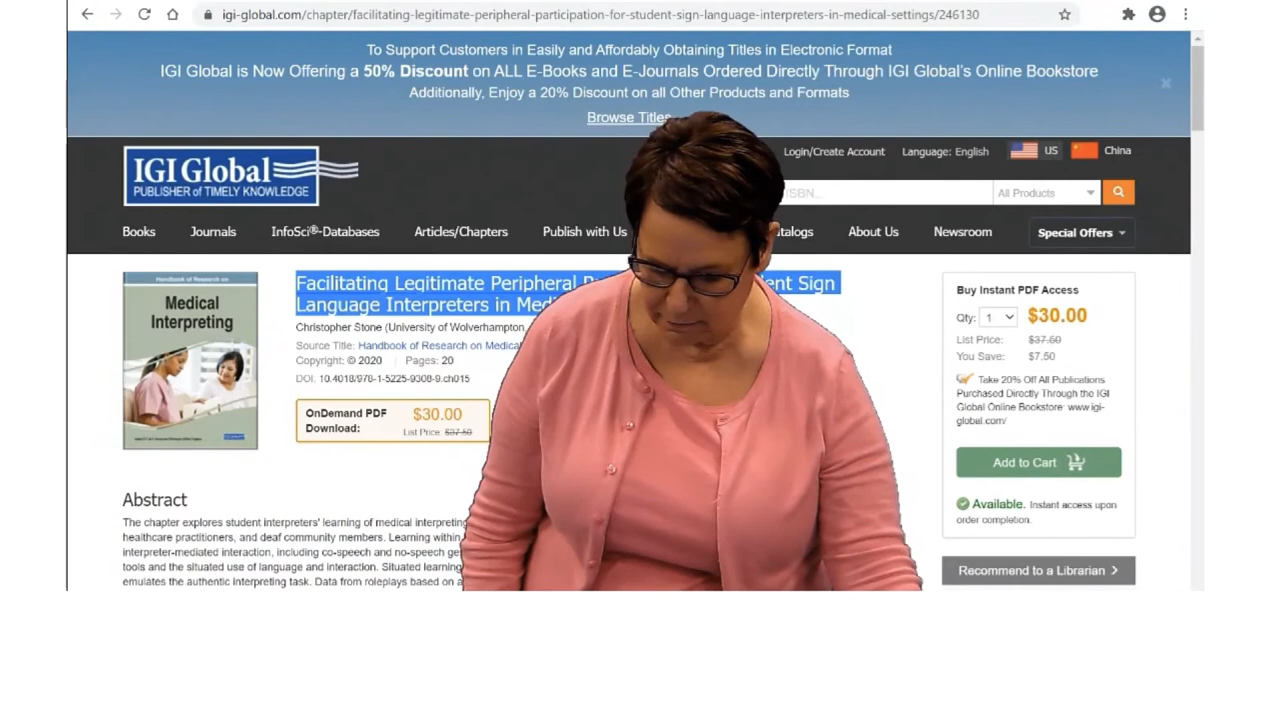 igi-global.com/chapter/facilitating-legitimate-peripheral-participation-for-student-sign-language-interpreters-in-medical-settings/246130
To Support Customers in Easily and Affordably Obtaining Titles in Electronic Format
IGI Global is Now Offering a 50% Discount on ALL E-Books and E-Journals Ordered Directly Through IGI Global's Online Bookstore
Additionally, Enjoy a 20% Discount on all Other Products and Formats
Browse Titles
Login/Create Account Language: English US China
IGI Global
PUBLISHER of TIMELY KNOWLEDGE
ISBN... All Products
Books Journals InfoSci®-Databases Articles/Chapters Publish with Us About Us Newsroom Special Offers
Handbook of Research on
Medical
Interpreting
Facilitating Legitimate Peripheral Sign
Language Interpreters in
Christopher Stone (University of Wolverhampton,
Source Title: Handbook of Research on Medical
Copyright: © 2020 | Pages: 20
DOI: 10.4018/978-1-5225-9308-9.ch015
OnDemand PDF
Download:
$30.00
List Price: $37.50
Buy Instant PDF Access
Qty: 1 $30.00
List Price: $37.50
You Save: $7.50
Take 20% Off All Publications
Purchased Directly Through the IGI
Global Online Bookstore: www.igi-
global.com/
Add to Cart
Available. Instant access upon
order completion.
Recommend to a Librarian
Abstract
The chapter explores student interpreters' learning of medical interpreting
healthcare practitioners, and deaf community members. Learning within
interpreter-mediated interaction, including co-speech and no-speech
tools and the situated use of language and interaction. Situated learning
emulates the authentic interpreting task. Data from roleplays based on